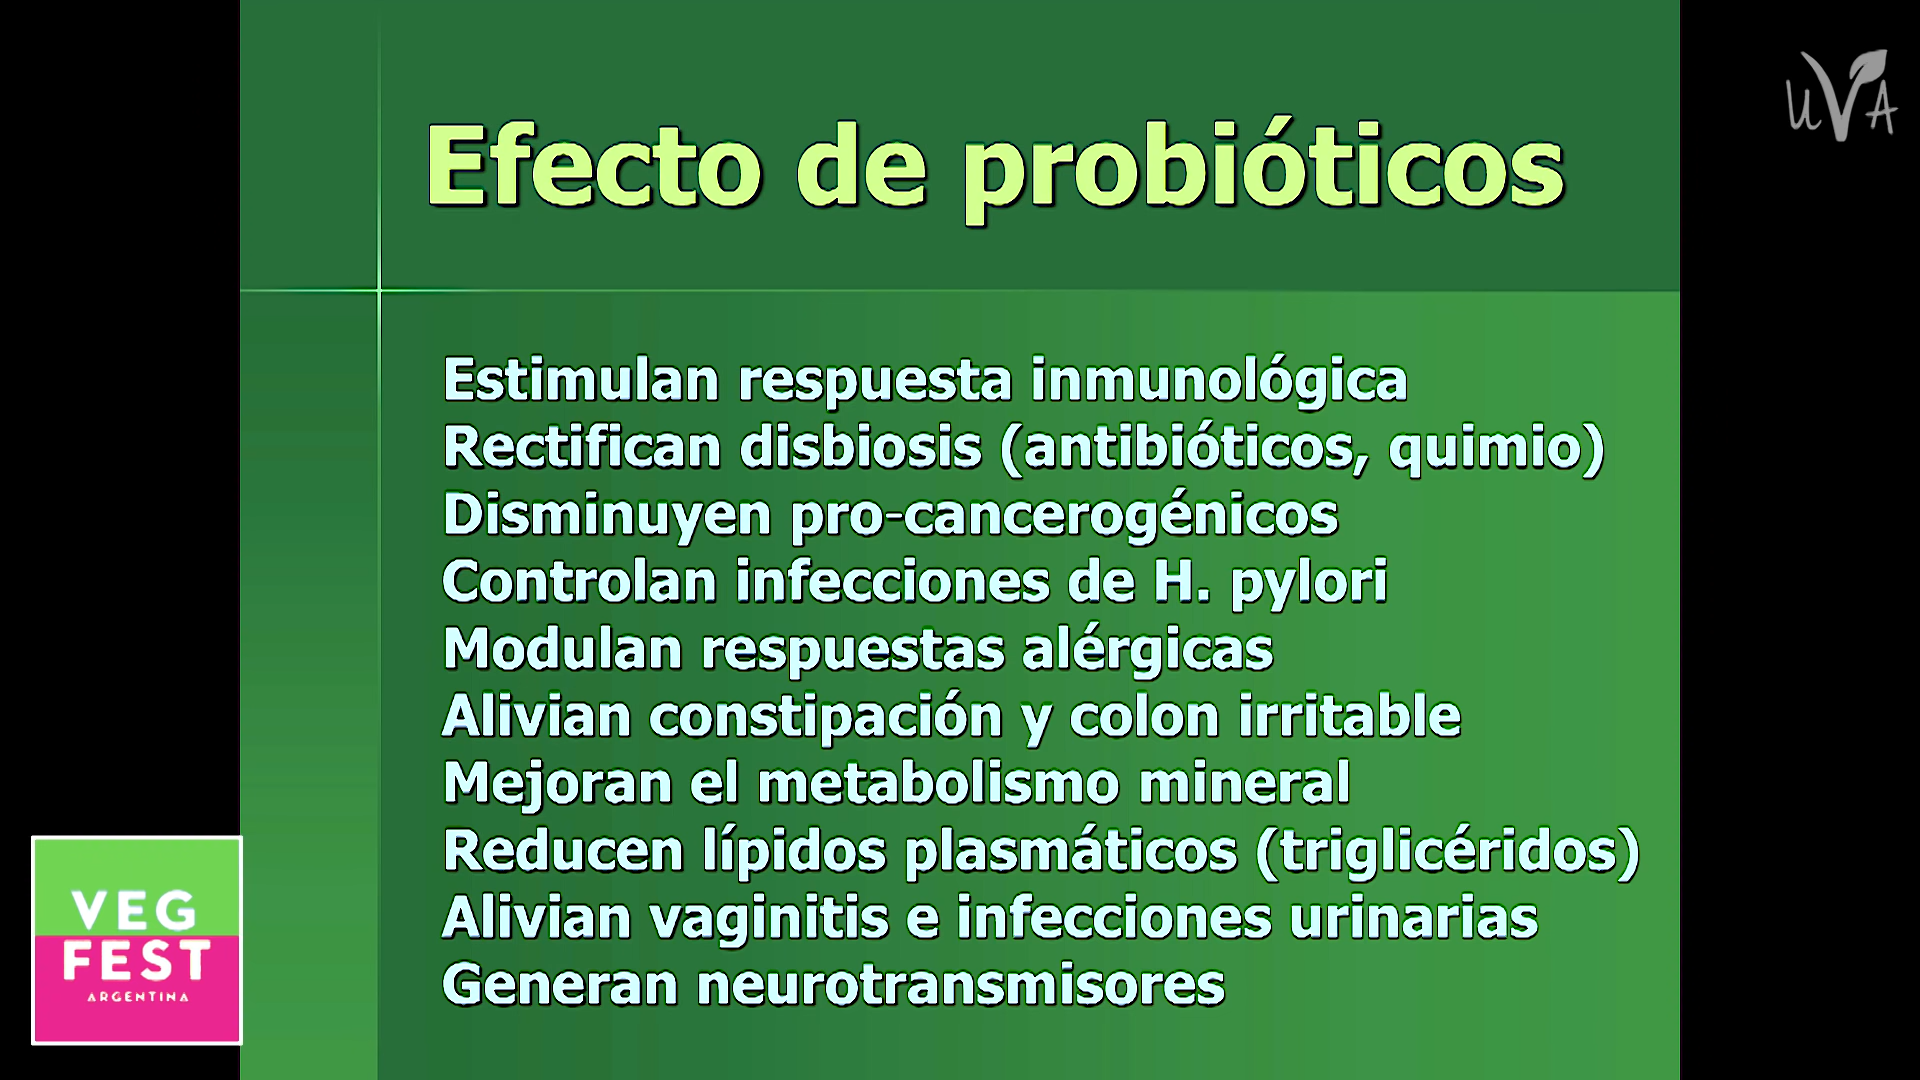 UVA
Efecto de probióticos
Estimulan respuesta inmunológica
Rectifican disbiosis (antibióticos, quimio)
Disminuyen pro-cancerogénicos
Controlan infecciones de H. pylori
Modulan respuestas alérgicas
Alivian constipación y colon irritable
Mejoran el metabolismo mineral
Reducen lípidos plasmáticos (triglicéridos)
Alivian vaginitis e infecciones urinarias
Generan neurotransmisores
VEG
FEST
ARGENTINA